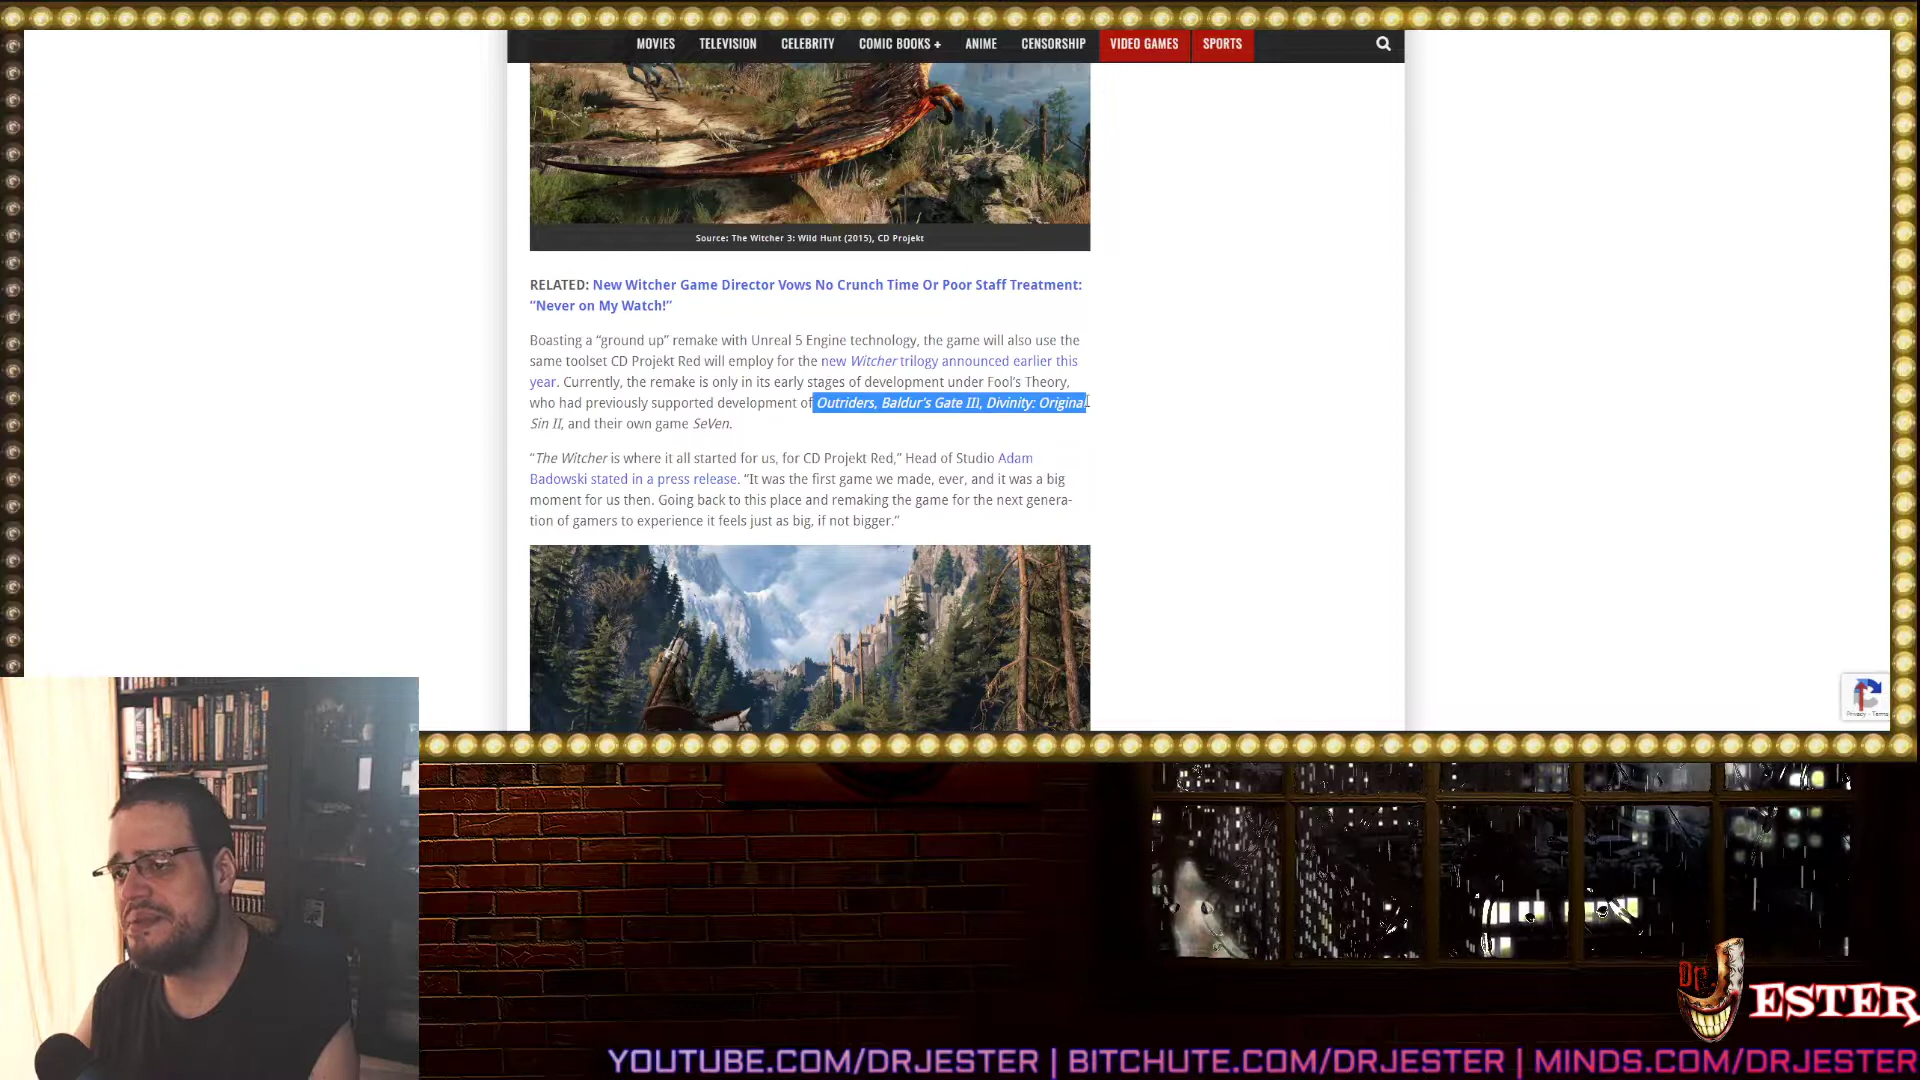 MOVIES TELEVISION CELEBRITY COMIC BOOKS + ANIME CENSORSHIP VIDEO GAMES SPORTS
Source: The Witcher 3: Wild Hunt (2015), CD Projekt
RELATED: New Witcher Game Director Vows No Crunch Time Or Poor Staff Treatment:
“Never on My Watch!”
Boasting a “ground up” remake with Unreal 5 Engine technology, the game will also use the
same toolset CD Projekt Red will employ for the new Witcher trilogy announced earlier this
year. Currently, the remake is only in its early stages of development under Fool’s Theory,
who had previously supported development of Outriders, Baldur’s Gate III, Divinity: Original
Sin II, and their own game SeVen.
“The Witcher is where it all started for us, for CD Projekt Red,” Head of Studio Adam
Badowski stated in a press release. “It was the first game we made, ever, and it was a big
moment for us then. Going back to this place and remaking the game for the next genera-
tion of gamers to experience it feels just as big, if not bigger.”
Privacy - Terms
Dr. JESTER
YOUTUBE.COM/DRJESTER | BITCHUTE.COM/DRJESTER | MINDS.COM/DRJESTER